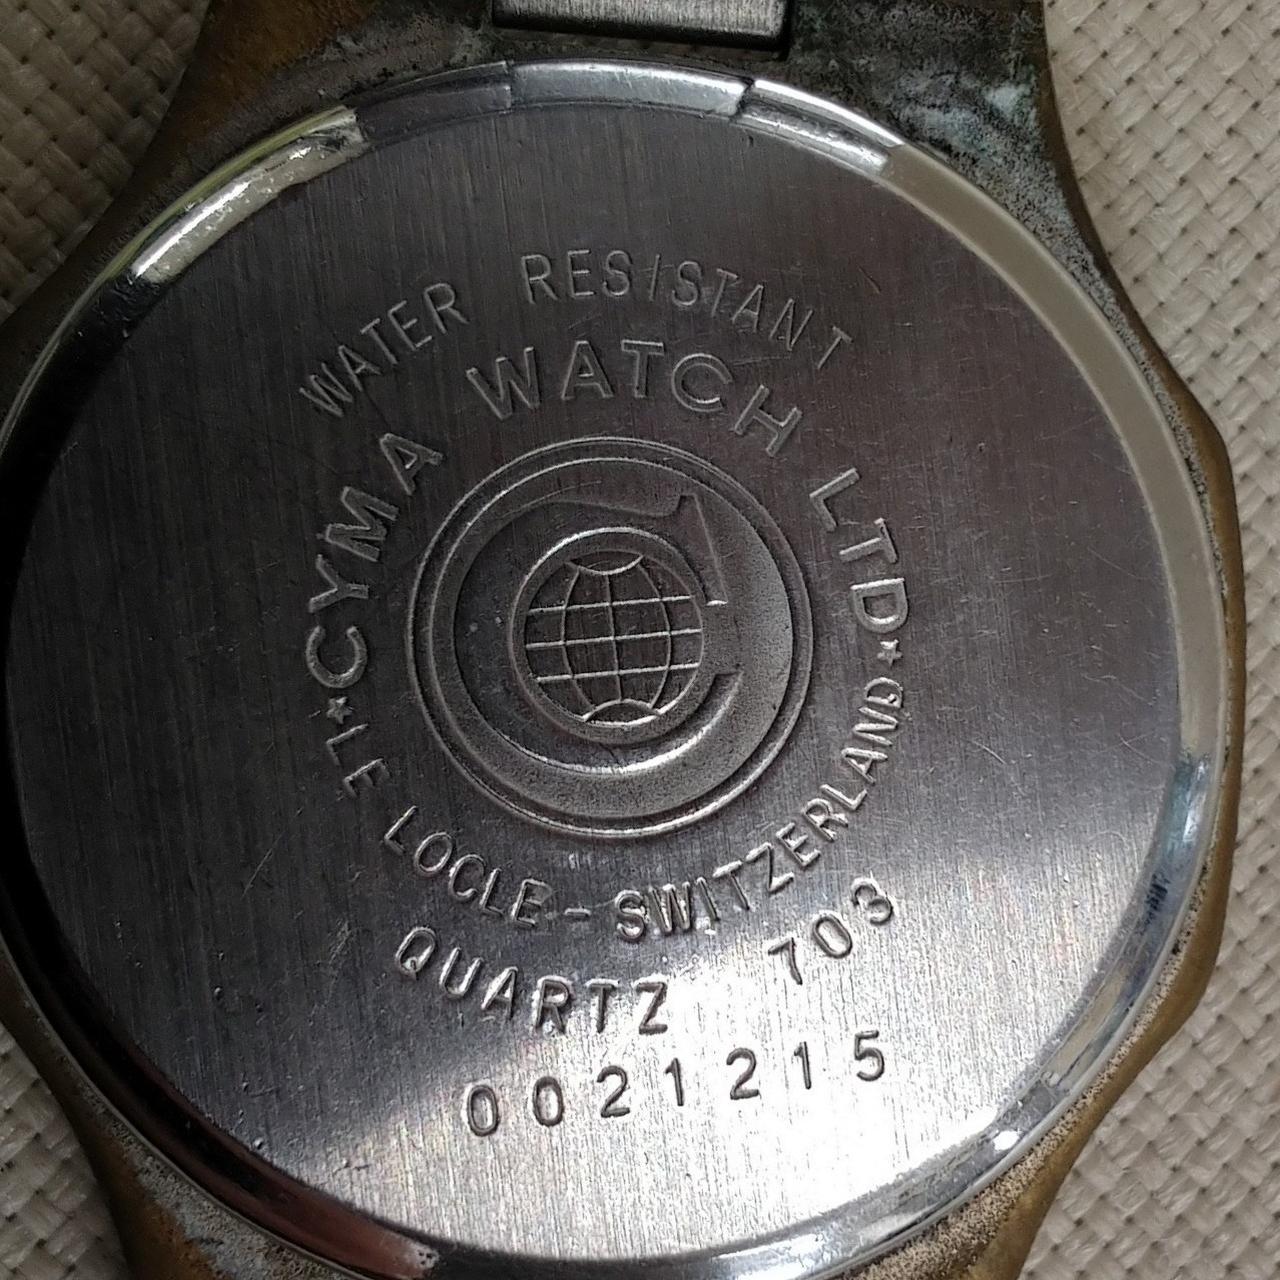 WATER RESISTANT
CYMA WATCH LTD
★ LE LOCLE - SWITZERLAND ★
QUARTZ 703
0021215